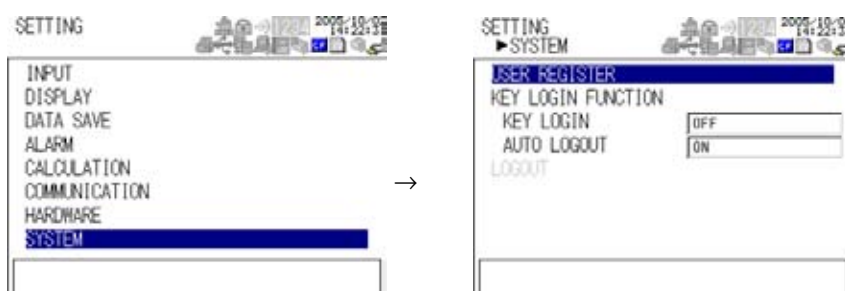 SETTING
INPUT
DISPLAY
DATA SAVE
ALARM
CALCULATION
COMMUNICATION
HARDWARE
SYSTEM
→
SETTING
►SYSTEM
USER REGISTER
KEY LOGIN FUNCTION
KEY LOGIN OFF
AUTO LOGOUT ON
LOGOUT